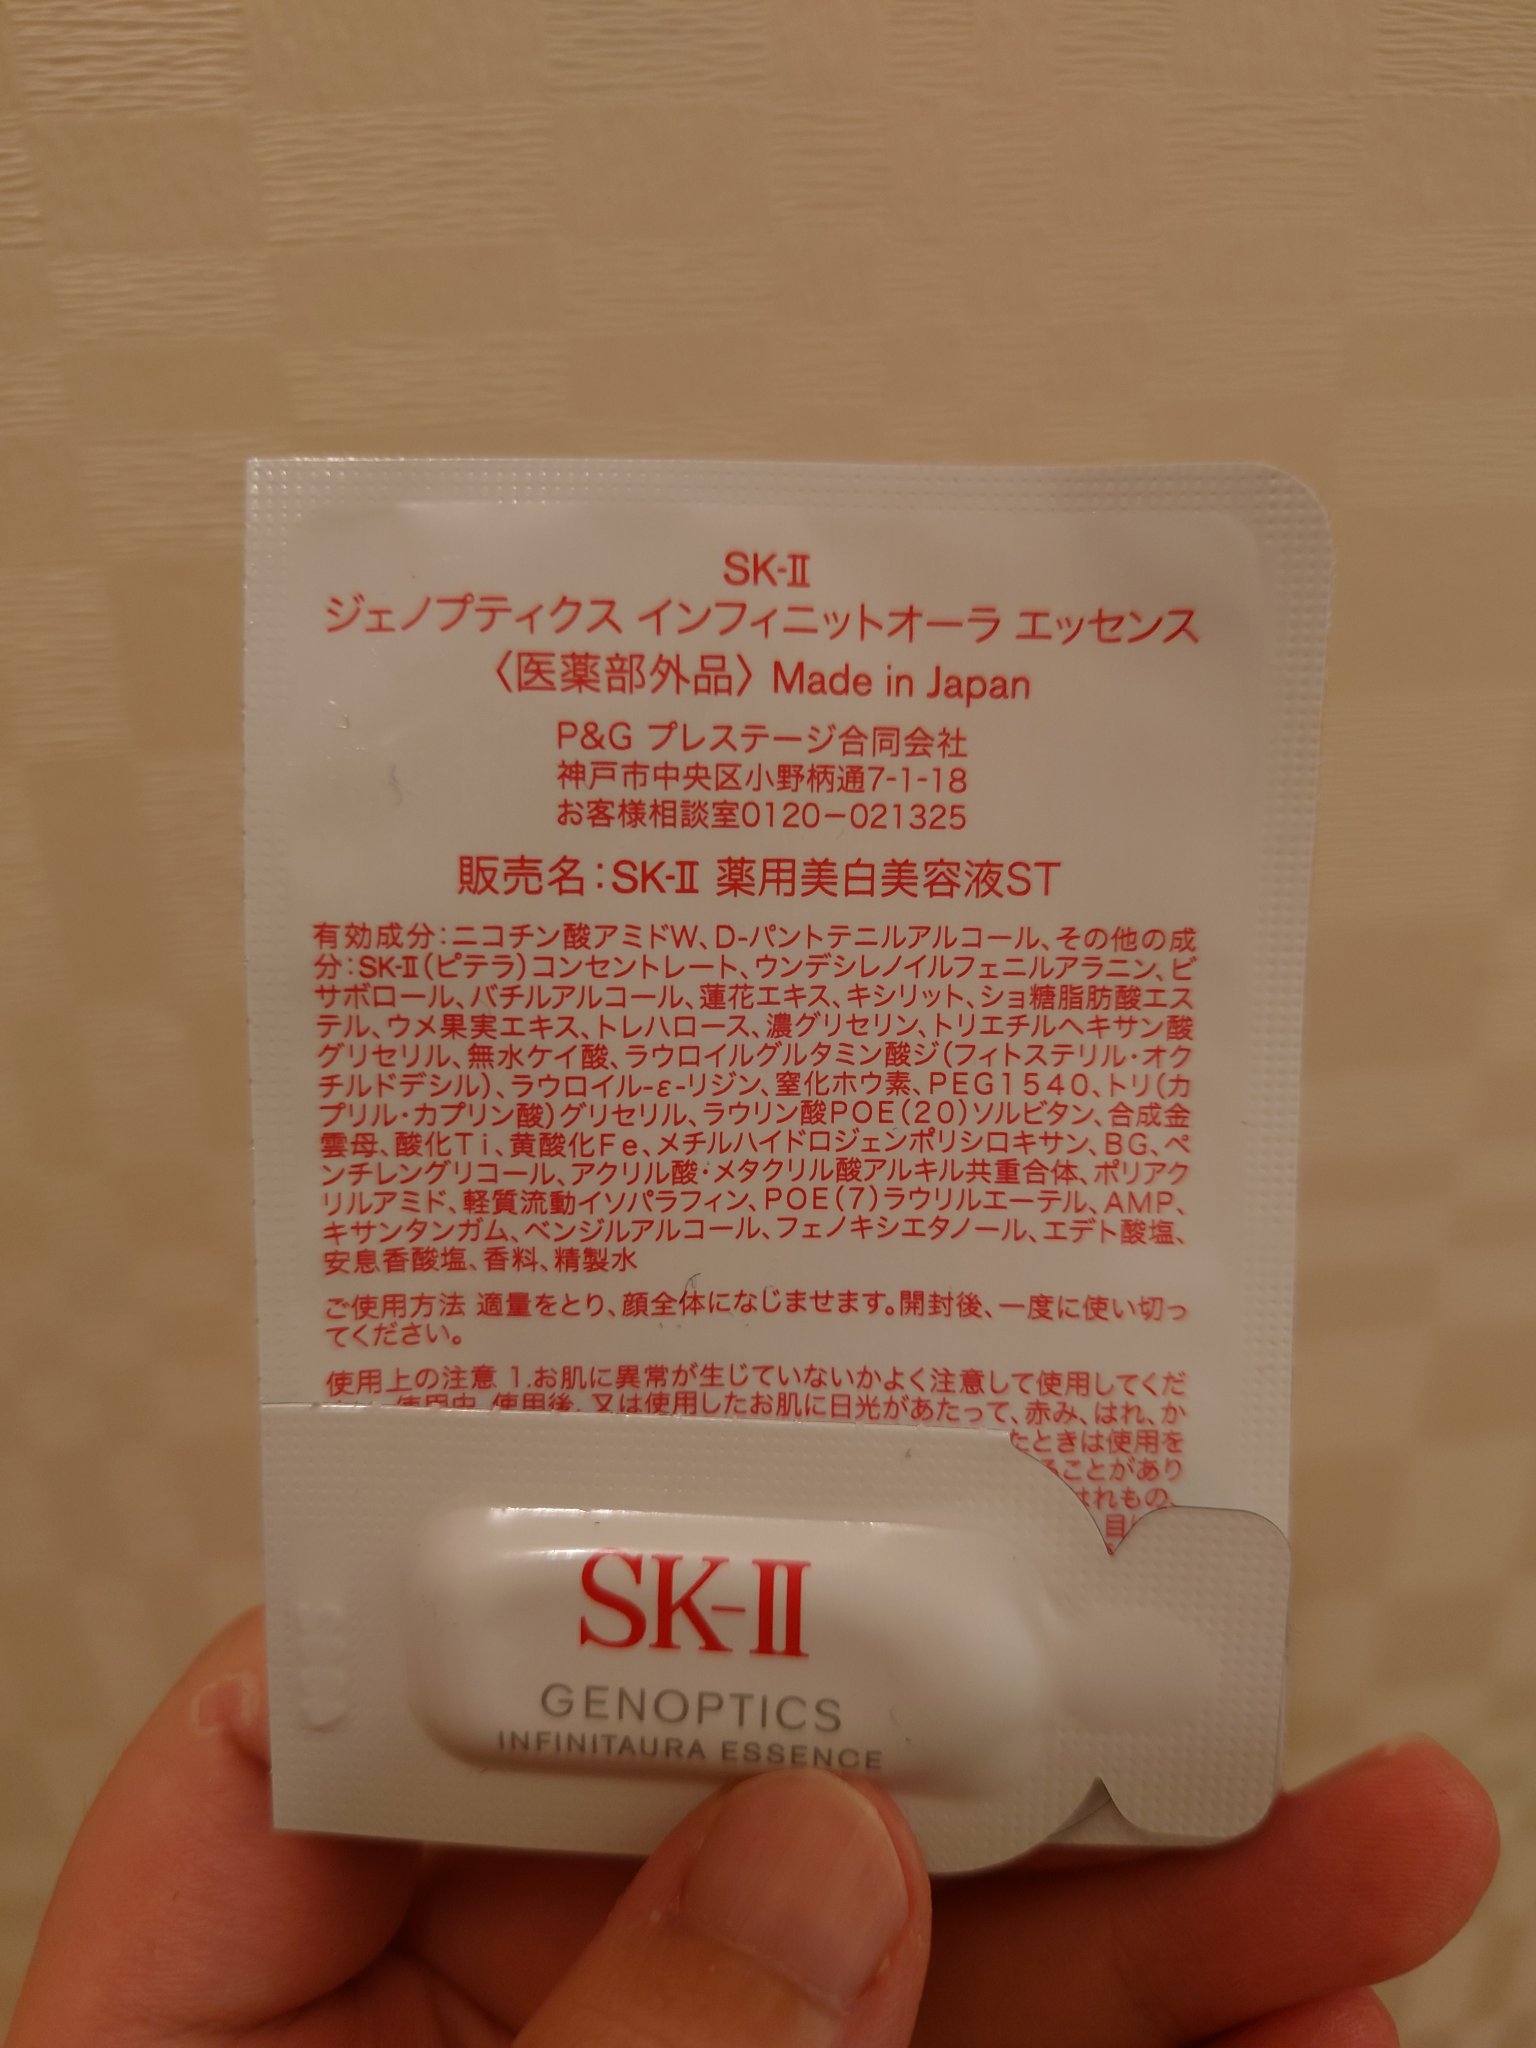 SK-Ⅱ
ジェノプティクス インフィニットオーラ エッセンス
〈医薬部外品〉 Made in Japan
P&G プレステージ合同会社
神戸市中央区小野柄通7-1-18
お客様相談室0120-021325
販売名：SK-Ⅱ 薬用美白美容液ST
有効成分：ニコチン酸アミドW、D-パントテニルアルコール、その他の成
分：SK-Ⅱ（ピテラ）コンセントレート、ウンデシレノイルフェニルアラニン、ビ
サボロール、バチルアルコール、蓮花エキス、キシリット、ショ糖脂肪酸エス
テル、ウメ果実エキス、トレハロース、濃グリセリン、トリエチルヘキサン酸
グリセリル、無水ケイ酸、ラウロイルグルタミン酸ジ（フィトステリル・オク
チルドデシル）、ラウロイル-ε-リジン、窒化ホウ素、PEG1540、トリ（カ
プリル・カプリン酸）グリセリル、ラウリン酸POE（20）ソルビタン、合成金
雲母、酸化Ti、黄酸化Fe、メチルハイドロジェンポリシロキサン、BG、ペ
ンチレングリコール、アクリル酸・メタクリル酸アルキル共重合体、ポリアク
リルアミド、軽質流動イソパラフィン、POE（7）ラウリルエーテル、AMP、
キサンタンガム、ベンジルアルコール、フェノキシエタノール、エデト酸塩、
安息香酸塩、香料、精製水
ご使用方法 適量をとり、顔全体になじませます。開封後、一度に使い切っ
てください。
使用上の注意 1.お肌に異常が生じていないかよく注意して使用してくだ
使用中、使用後、又は使用したお肌に日光があたって、赤み、はれ、か
たときは使用を
ることがあり
はれもの、
目に
SK-Ⅱ
GENOPTICS
INFINITAURA ESSENCE